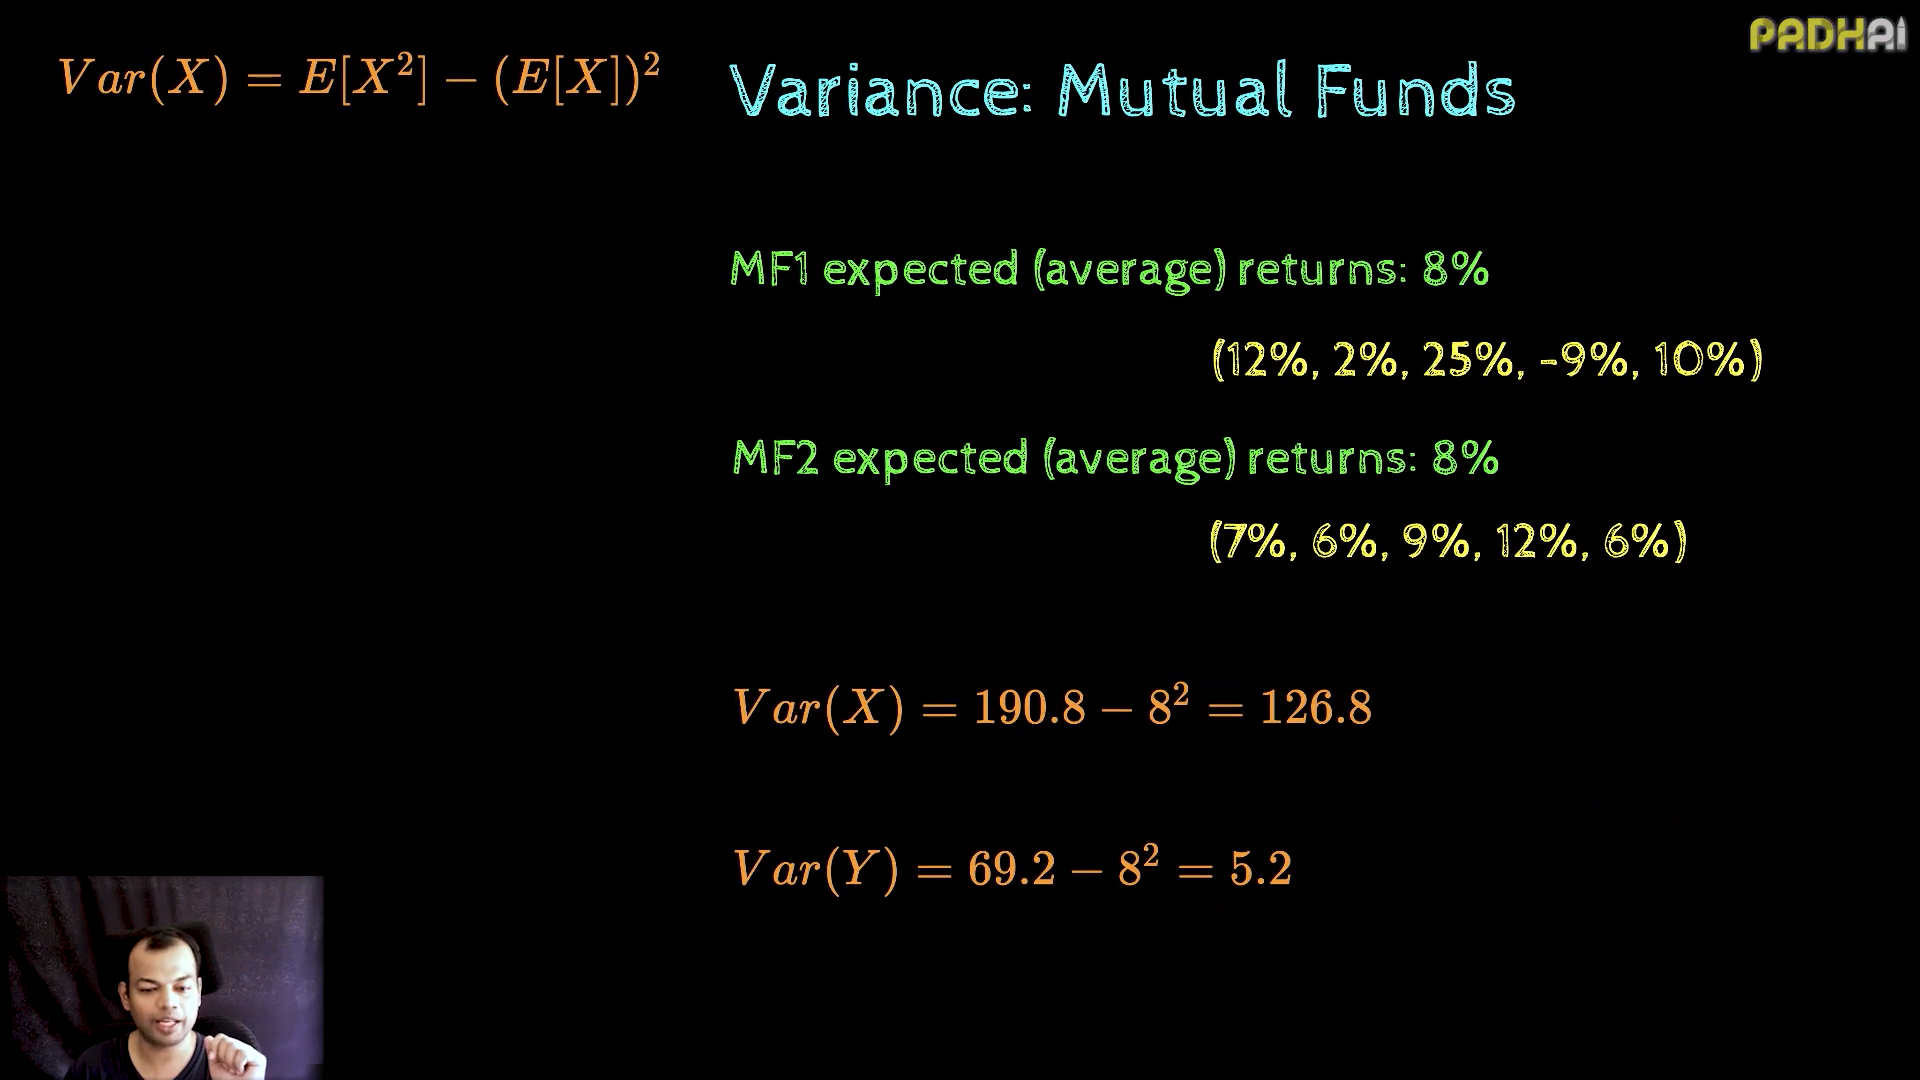 PADHAI
Var(X) = E[X²] − (E[X])²
Variance: Mutual Funds
MF1 expected (average) returns: 8%
(12%, 2%, 25%, -9%, 10%)
MF2 expected (average) returns: 8%
(7%, 6%, 9%, 12%, 6%)
Var(X) = 190.8 − 8² = 126.8
Var(Y) = 69.2 − 8² = 5.2